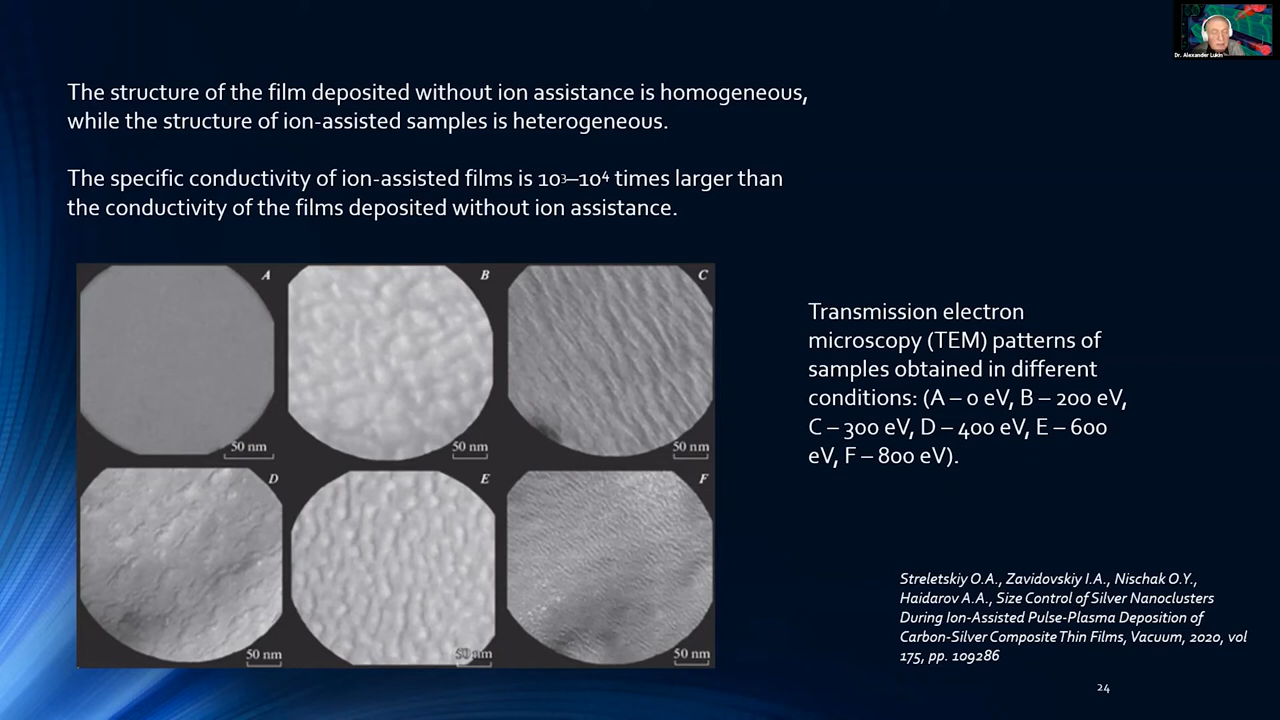 Dr. Alexander Lukin
The structure of the film deposited without ion assistance is homogeneous,
while the structure of ion-assisted samples is heterogeneous.
The specific conductivity of ion-assisted films is 10³–10⁴ times larger than
the conductivity of the films deposited without ion assistance.
A
B
C
50 nm
50 nm
50 nm
D
E
F
50 nm
50 nm
50 nm
Transmission electron
microscopy (TEM) patterns of
samples obtained in different
conditions: (A – 0 eV, B – 200 eV,
C – 300 eV, D – 400 eV, E – 600
eV, F – 800 eV).
Streletskiy O.A., Zavidovskiy I.A., Nischak O.Y.,
Haidarov A.A., Size Control of Silver Nanoclusters
During Ion-Assisted Pulse-Plasma Deposition of
Carbon-Silver Composite Thin Films, Vacuum, 2020, vol
175, pp. 109286
24